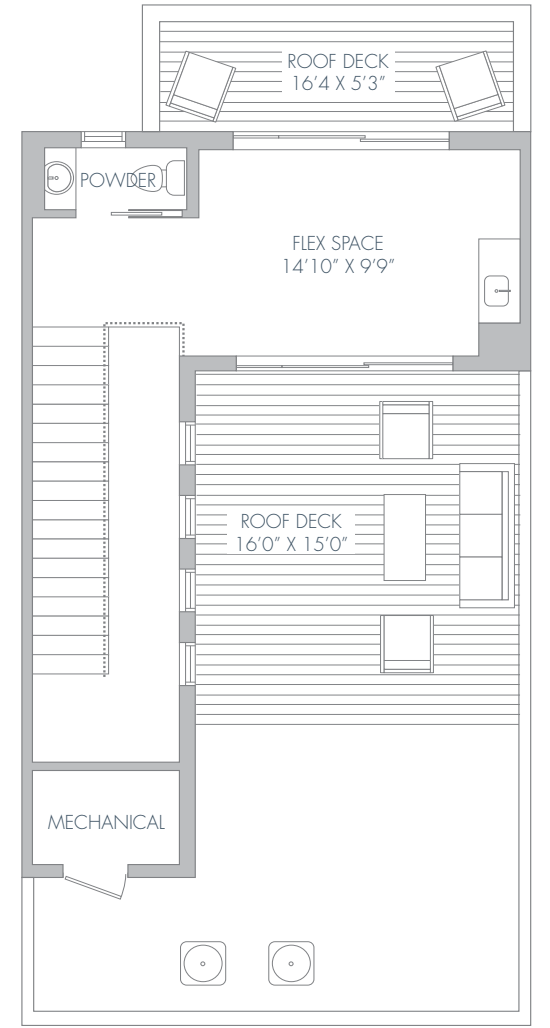 ROOF DECK
16'4 X 5'3”
POWDER
FLEX SPACE
14'10” X 9'9”
ROOF DECK
16'0” X 15'0”
MECHANICAL